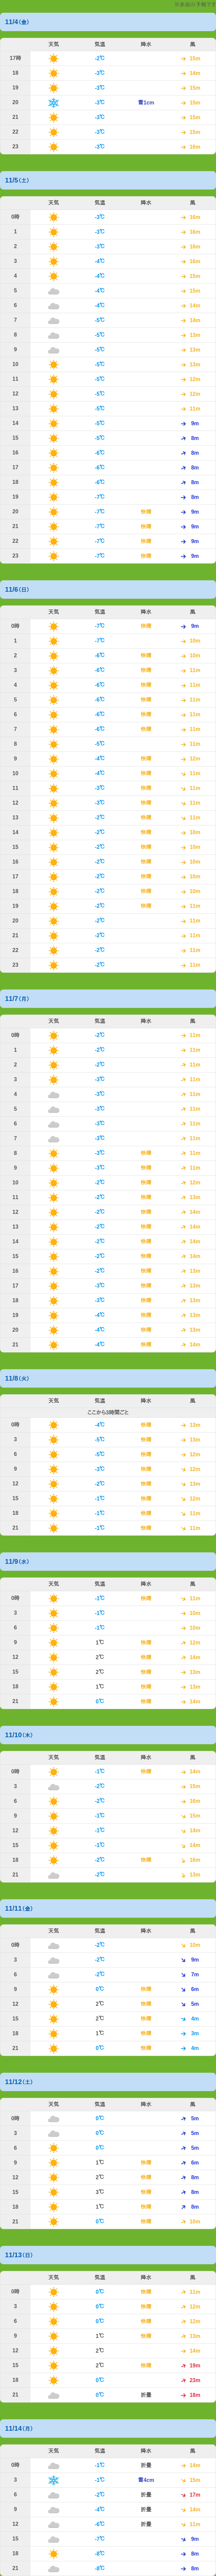 ※表組の予報です
11/4(金)
天気 気温 降水 風
17時 -2℃ 15m
18 -3℃ 14m
19 -3℃ 15m
20 -3℃ 雪1cm 15m
21 -3℃ 15m
22 -3℃ 15m
23 -3℃ 16m
11/5(土)
天気 気温 降水 風
0時 -3℃ 16m
1 -3℃ 16m
2 -3℃ 16m
3 -4℃ 16m
4 -4℃ 15m
5 -4℃ 15m
6 -4℃ 14m
7 -5℃ 14m
8 -5℃ 13m
9 -5℃ 13m
10 -5℃ 13m
11 -5℃ 12m
12 -5℃ 12m
13 -5℃ 11m
14 -5℃ 9m
15 -5℃ 8m
16 -6℃ 8m
17 -6℃ 8m
18 -6℃ 8m
19 -7℃ 8m
20 -7℃ 快晴 9m
21 -7℃ 快晴 9m
22 -7℃ 快晴 9m
23 -7℃ 快晴 9m
11/6(日)
天気 気温 降水 風
0時 -7℃ 快晴 9m
1 -7℃ 10m
2 -6℃ 快晴 10m
3 -6℃ 快晴 11m
4 -6℃ 快晴 11m
5 -6℃ 快晴 11m
6 -6℃ 快晴 11m
7 -6℃ 快晴 11m
8 -5℃ 11m
9 -4℃ 快晴 12m
10 -4℃ 快晴 11m
11 -3℃ 快晴 11m
12 -3℃ 快晴 11m
13 -2℃ 快晴 11m
14 -2℃ 快晴 10m
15 -2℃ 快晴 10m
16 -2℃ 快晴 10m
17 -2℃ 快晴 10m
18 -2℃ 快晴 10m
19 -2℃ 快晴 11m
20 -2℃ 11m
21 -2℃ 11m
22 -2℃ 11m
23 -2℃ 11m
11/7(月)
天気 気温 降水 風
0時 -2℃ 11m
1 -2℃ 11m
2 -2℃ 11m
3 -3℃ 11m
4 -3℃ 11m
5 -3℃ 11m
6 -3℃ 11m
7 -3℃ 11m
8 -3℃ 快晴 11m
9 -3℃ 快晴 11m
10 -2℃ 快晴 12m
11 -2℃ 快晴 13m
12 -2℃ 快晴 14m
13 -2℃ 快晴 14m
14 -2℃ 快晴 14m
15 -2℃ 快晴 14m
16 -2℃ 快晴 13m
17 -3℃ 快晴 13m
18 -3℃ 快晴 13m
19 -4℃ 快晴 13m
20 -4℃ 快晴 13m
21 -4℃ 快晴 14m
11/8(火)
天気 気温 降水 風
ここから3時間ごと
0時 -4℃ 快晴 13m
3 -5℃ 快晴 13m
6 -5℃ 快晴 12m
9 -3℃ 快晴 12m
12 -2℃ 快晴 13m
15 -1℃ 快晴 12m
18 -1℃ 快晴 11m
21 -1℃ 快晴 11m
11/9(水)
天気 気温 降水 風
0時 -1℃ 快晴 11m
3 -1℃ 10m
6 -1℃ 10m
9 1℃ 快晴 12m
12 2℃ 快晴 14m
15 2℃ 快晴 13m
18 1℃ 快晴 13m
21 0℃ 快晴 14m
11/10(木)
天気 気温 降水 風
0時 -1℃ 快晴 14m
3 -2℃ 15m
6 -2℃ 16m
9 -1℃ 15m
12 -1℃ 14m
15 -1℃ 14m
18 -2℃ 快晴 16m
21 -2℃ 13m
11/11(金)
天気 気温 降水 風
0時 -2℃ 10m
3 -2℃ 9m
6 -2℃ 7m
9 0℃ 快晴 6m
12 2℃ 快晴 5m
15 2℃ 快晴 4m
18 1℃ 快晴 3m
21 0℃ 快晴 4m
11/12(土)
天気 気温 降水 風
0時 0℃ 5m
3 0℃ 5m
6 0℃ 5m
9 1℃ 快晴 6m
12 2℃ 快晴 8m
15 3℃ 快晴 8m
18 1℃ 快晴 8m
21 0℃ 快晴 10m
11/13(日)
天気 気温 降水 風
0時 0℃ 快晴 11m
3 0℃ 快晴 12m
6 0℃ 快晴 12m
9 1℃ 快晴 13m
12 2℃ 14m
15 2℃ 快晴 19m
18 0℃ 23m
21 0℃ 折曇 18m
11/14(月)
天気 気温 降水 風
0時 -1℃ 折曇 14m
3 -1℃ 雪4cm 15m
6 -2℃ 折曇 17m
9 -4℃ 折曇 14m
12 -6℃ 折曇 11m
15 -7℃ 9m
18 -8℃ 8m
21 -8℃ 8m